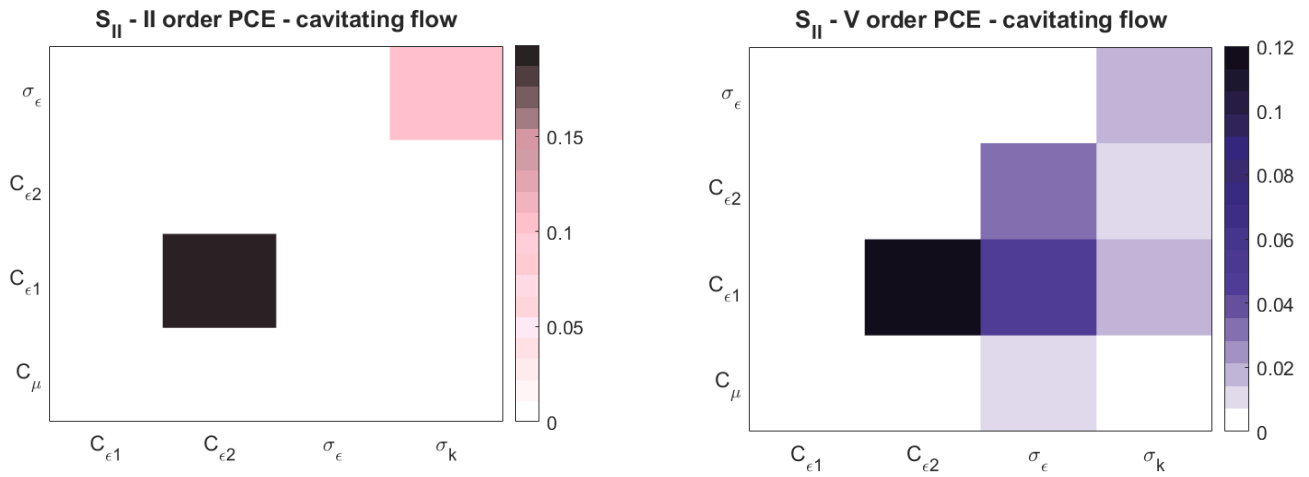 S_II - II order PCE - cavitating flow
σ_ϵ
C_ϵ2
C_ϵ1
C_μ
C_ϵ1 C_ϵ2 σ_ϵ σ_k
0.15
0.1
0.05
0
S_II - V order PCE - cavitating flow
σ_ϵ
C_ϵ2
C_ϵ1
C_μ
C_ϵ1 C_ϵ2 σ_ϵ σ_k
0.12
0.1
0.08
0.06
0.04
0.02
0